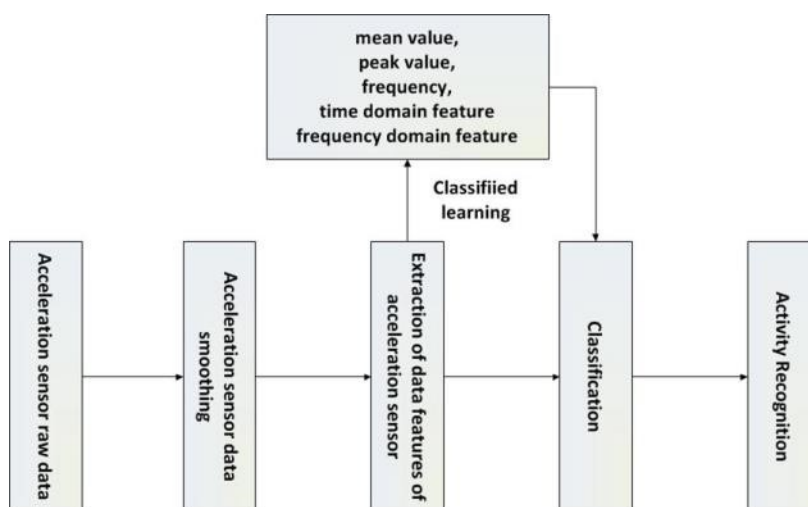 mean value,
peak value,
frequency,
time domain feature
frequency domain feature
Classifiied
learning
Acceleration sensor raw data
Acceleration sensor data
smoothing
Extraction of data features of
acceleration sensor
Classification
Activity Recognition